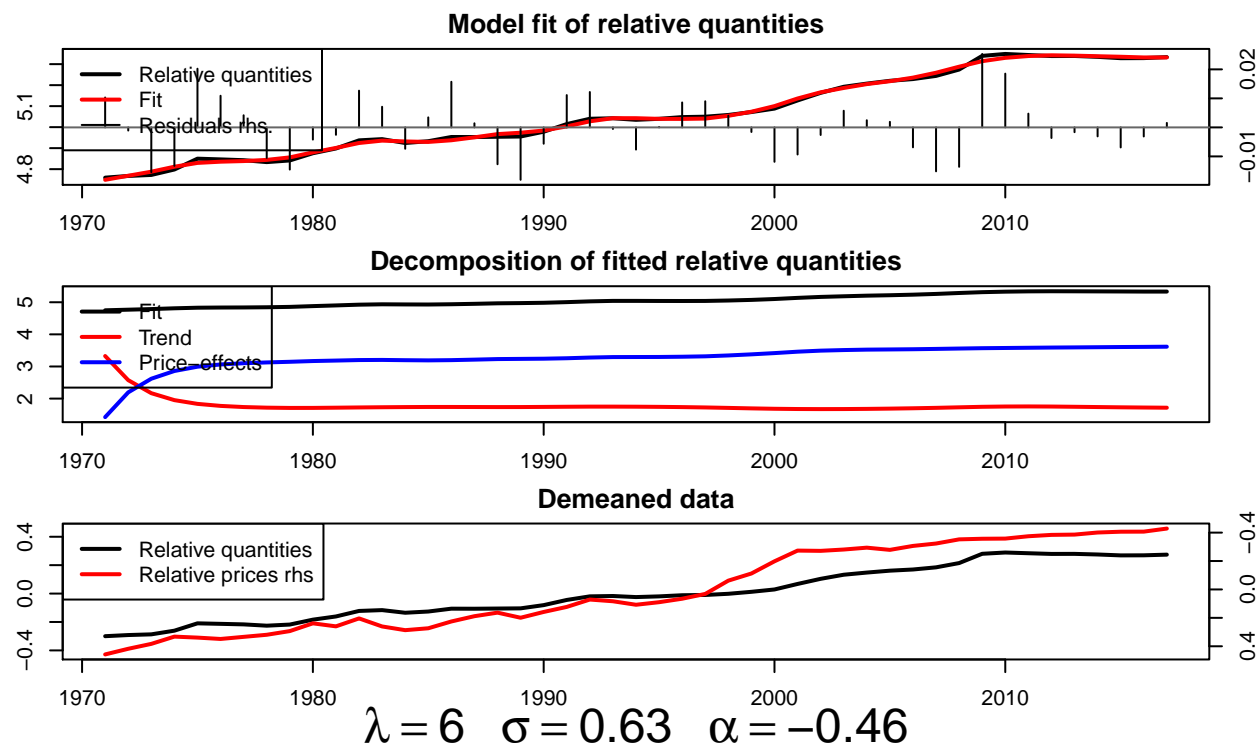 Model fit of relative quantities
Relative quantities
Fit
Residuals rhs.
4.8 5.1
−0.01 0.02
1970 1980 1990 2000 2010
Decomposition of fitted relative quantities
Fit
Trend
Price−effects
2 3 4 5
1970 1980 1990 2000 2010
Demeaned data
Relative quantities
Relative prices rhs
−0.4 0.0 0.4
0.4 0.0 −0.4
1970 1980 1990 2000 2010
λ = 6 σ = 0.63 α = −0.46